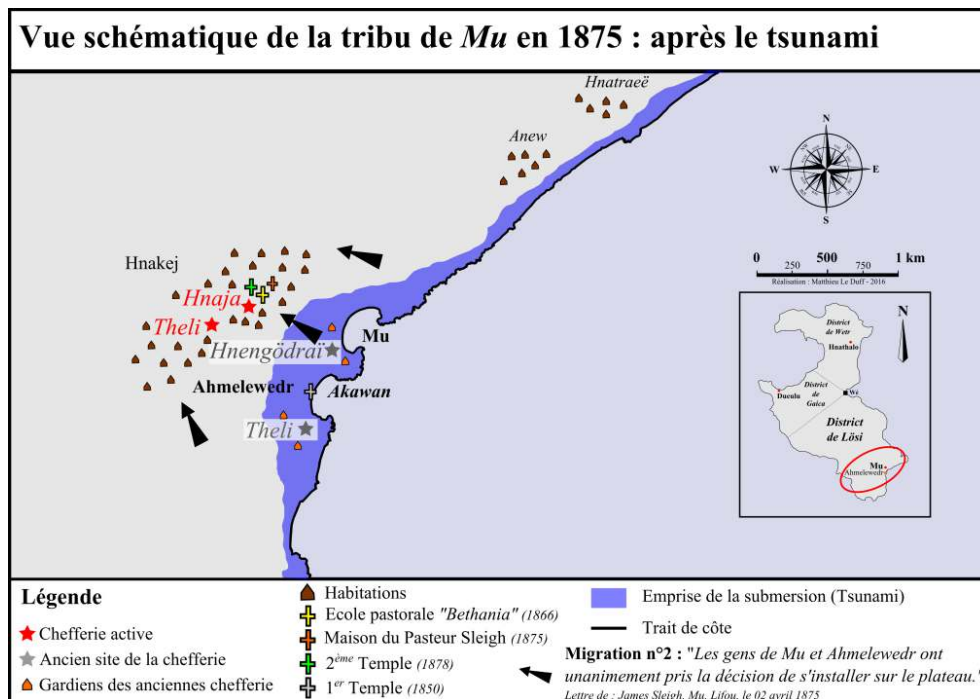 Vue schématique de la tribu de Mu en 1875 : après le tsunami
Hnatraeë
Anew
N
W
E
S
Hnakej
Hnaja
Theli
Mu
Hnengödraï
Ahmelewedr
Akawan
Theli
0
500
1 km
250
750
Réalisation : Matthieu Le Duff - 2016
N
District
de Wetr
Hnathalo
District
de
Gaica
Wé
Dueulu
District
de Lösi
Mu
Ahmelewedr
Légende
Chefferie active
Ancien site de la chefferie
Gardiens des anciennes chefferie
Habitations
Ecole pastorale "Bethania" (1866)
Maison du Pasteur Sleigh (1875)
2ème Temple (1878)
1er Temple (1850)
Emprise de la submersion (Tsunami)
Trait de côte
Migration n°2 : "Les gens de Mu et Ahmelewedr ont
unanimement pris la décision de s'installer sur le plateau."
Lettre de : James Sleigh, Mu, Lifou, le 02 avril 1875